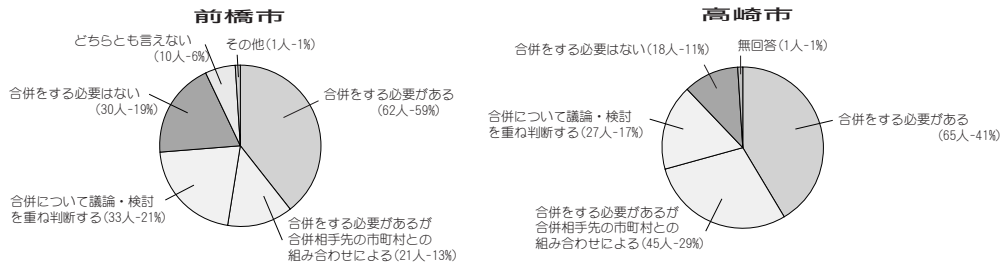 前橋市
どちらとも言えない
(10人-6%)
その他(1人-1%)
合併をする必要はない
(30人-19%)
合併をする必要がある
(62人-59%)
合併について議論・検討
を重ね判断する(33人-21%)
合併をする必要があるが
合併相手先の市町村との
組み合わせによる(21人-13%)
高崎市
合併をする必要はない(18人-11%)
無回答(1人-1%)
合併について議論・検討
を重ね判断する(27人-17%)
合併をする必要がある
(65人-41%)
合併をする必要があるが
合併相手先の市町村との
組み合わせによる(45人-29%)